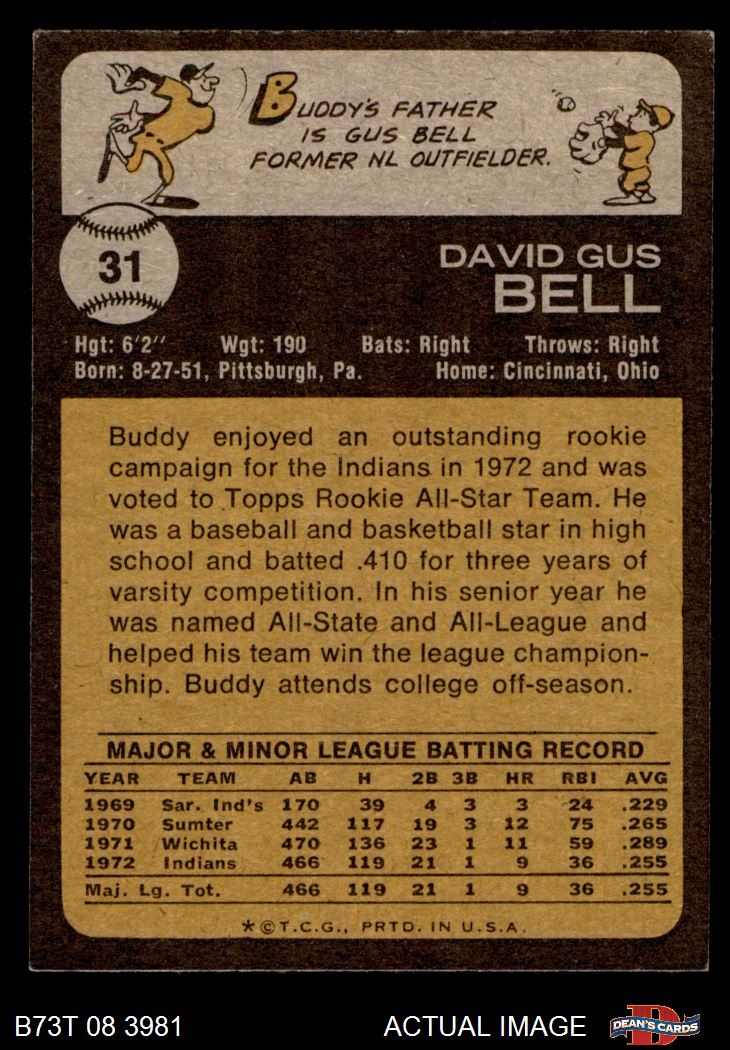 BUDDY'S FATHER
IS GUS BELL
FORMER NL OUTFIELDER.
31
DAVID GUS
BELL
Hgt: 6'2" Wgt: 190 Bats: Right Throws: Right
Born: 8-27-51, Pittsburgh, Pa. Home: Cincinnati, Ohio
Buddy enjoyed an outstanding rookie
campaign for the Indians in 1972 and was
voted to Topps Rookie All-Star Team. He
was a baseball and basketball star in high
school and batted .410 for three years of
varsity competition. In his senior year he
was named All-State and All-League and
helped his team win the league champion-
ship. Buddy attends college off-season.
MAJOR & MINOR LEAGUE BATTING RECORD
YEAR TEAM AB H 2B 3B HR RBI AVG
1969 Sar. Ind's 170 39 4 3 3 24 .229
1970 Sumter 442 117 19 3 12 75 .265
1971 Wichita 470 136 23 1 11 59 .289
1972 Indians 466 119 21 1 9 36 .255
Maj. Lg. Tot. 466 119 21 1 9 36 .255
*©T.C.G., PRTD. IN U.S.A.
B73T 08 3981 ACTUAL IMAGE
DEAN'S CARDS